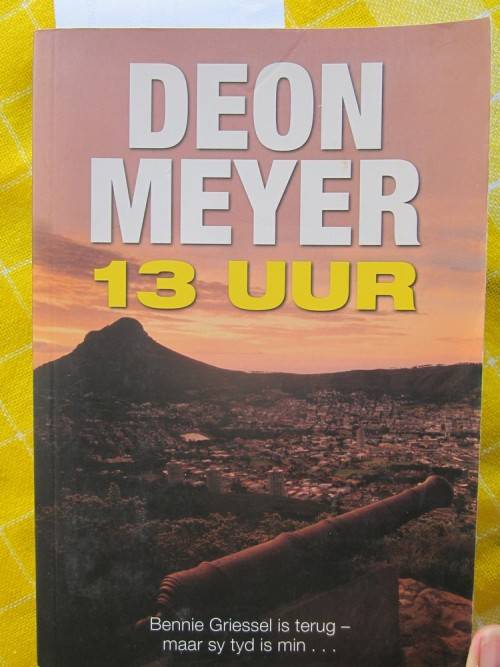 DEON
MEYER
13 UUR
Bennie Griessel is terug –
maar sy tyd is min . . .